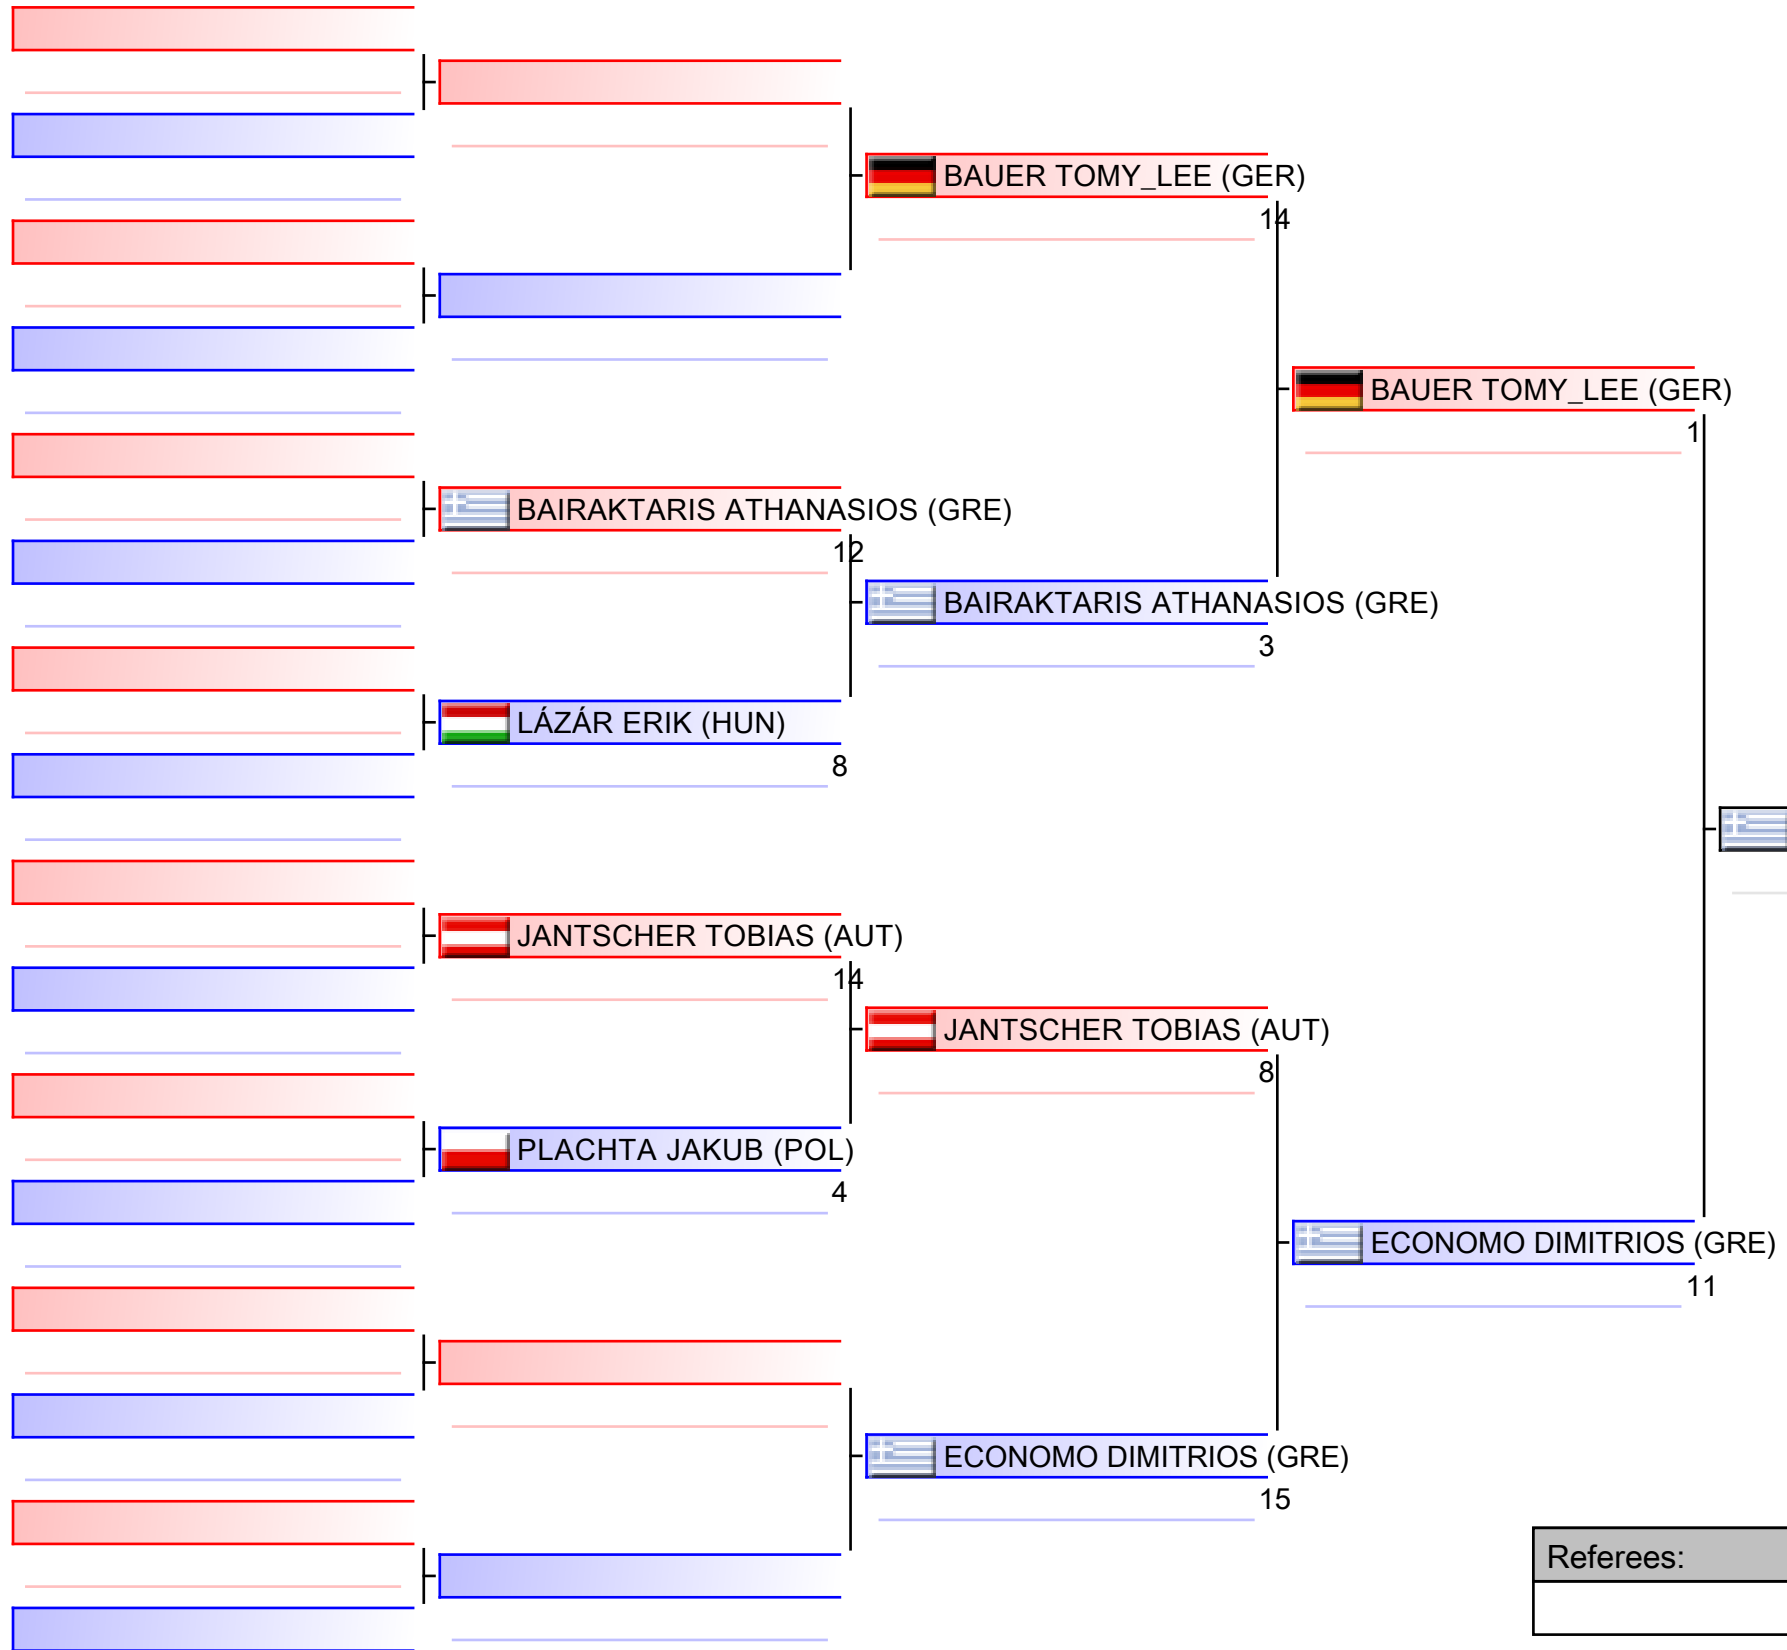 BAUER TOMY_LEE (GER)
14
BAUER TOMY_LEE (GER)
1
BAIRAKTARIS ATHANASIOS (GRE)
12
BAIRAKTARIS ATHANASIOS (GRE)
3
LÁZÁR ERIK (HUN)
8
JANTSCHER TOBIAS (AUT)
14
JANTSCHER TOBIAS (AUT)
8
PLACHTA JAKUB (POL)
4
ECONOMO DIMITRIOS (GRE)
11
ECONOMO DIMITRIOS (GRE)
15
Referees: